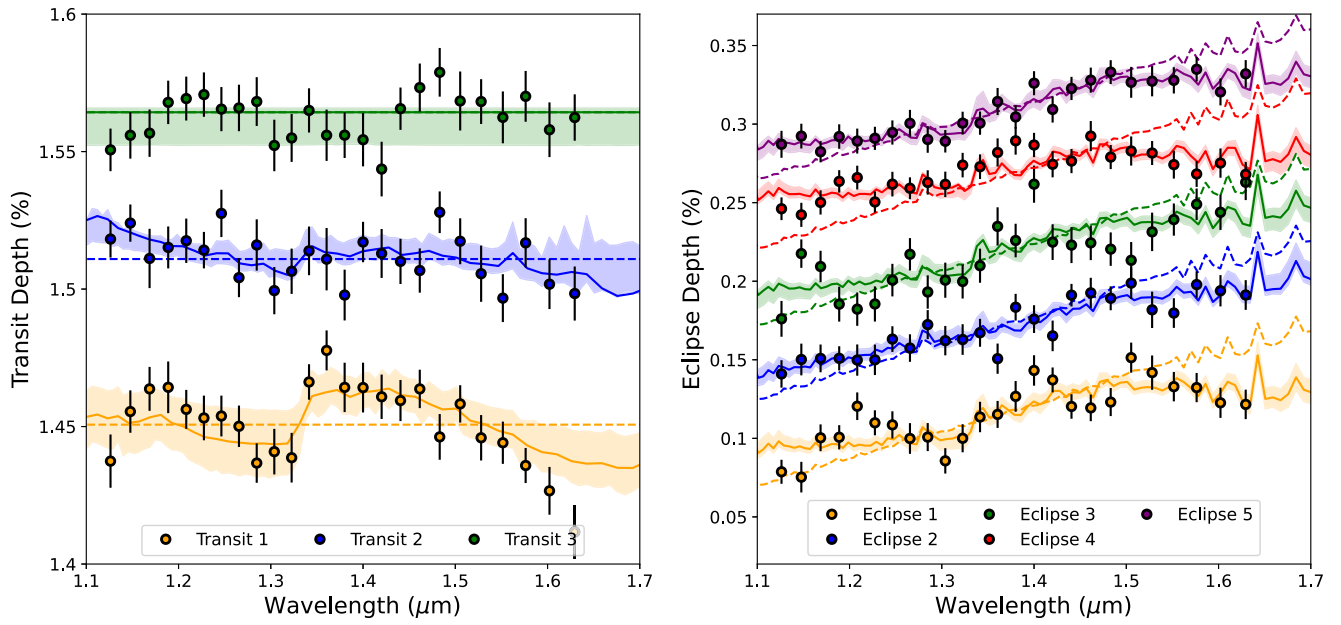 1.6
1.55
1.5
1.45
1.4
Transit Depth (%)
Transit 1
Transit 2
Transit 3
1.1
1.2
1.3
1.4
1.5
1.6
1.7
Wavelength (μm)
0.35
0.3
0.25
0.2
0.15
0.1
0.05
Eclipse Depth (%)
Eclipse 1
Eclipse 3
Eclipse 5
Eclipse 2
Eclipse 4
1.1
1.2
1.3
1.4
1.5
1.6
1.7
Wavelength (μm)